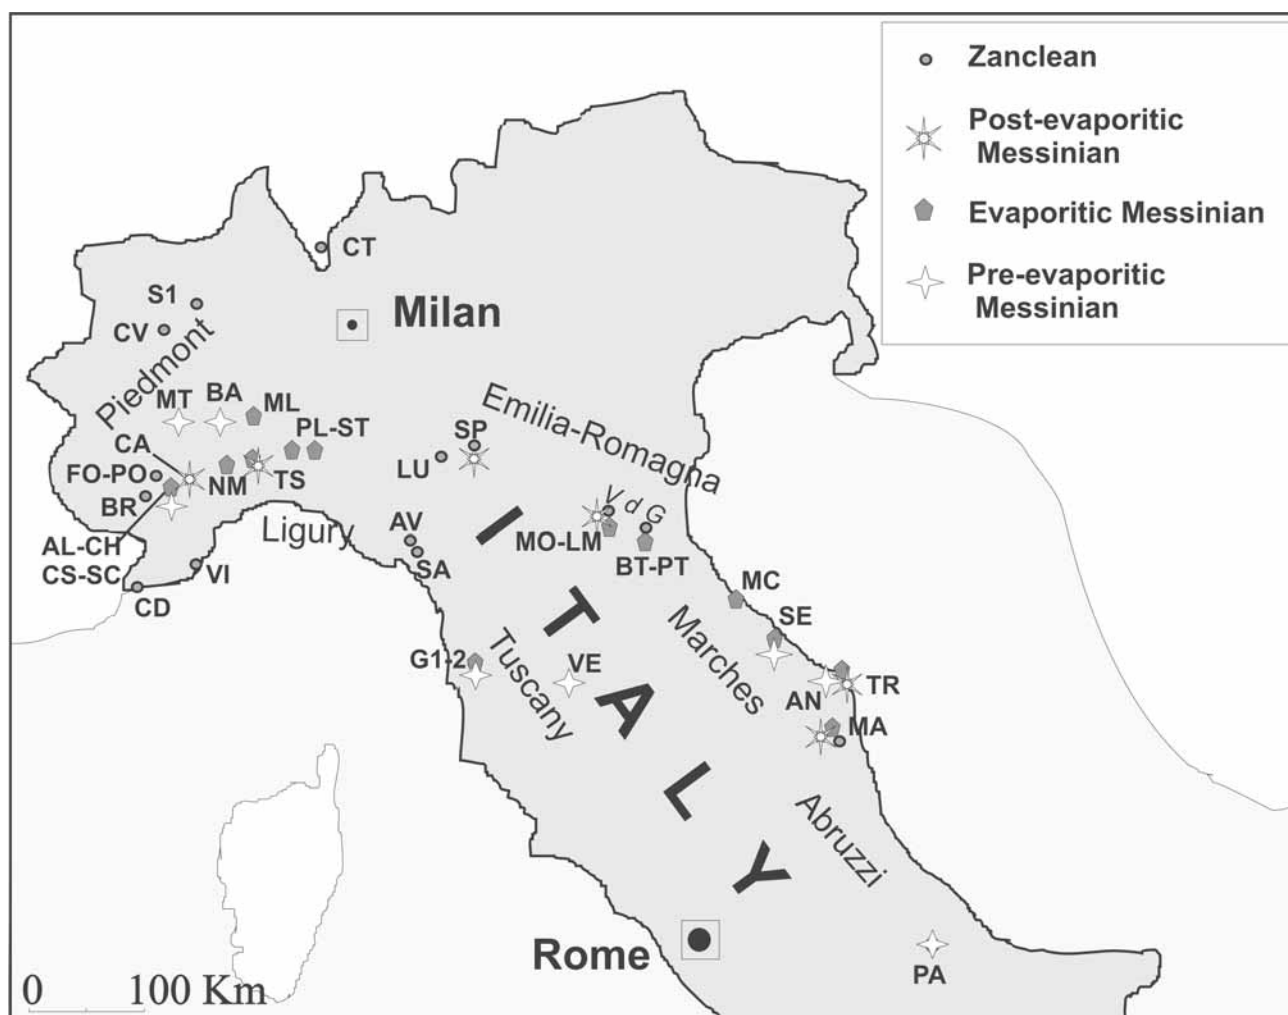 Zanclean
Post-evaporitic
Messinian
Evaporitic Messinian
Pre-evaporitic
Messinian
CT
S1
CV
Milan
Piedmont
MT
BA
ML
PL-ST
CA
FO-PO
BR
NM
TS
AL-CH
CS-SC
Ligury
VI
CD
SP
LU
Emilia-Romagna
AV
SA
V d G
MO-LM
BT-PT
MC
SE
Marches
G1-2
Tuscany
VE
AN
TR
MA
ITALY
Abruzzi
Rome
PA
0 100 Km